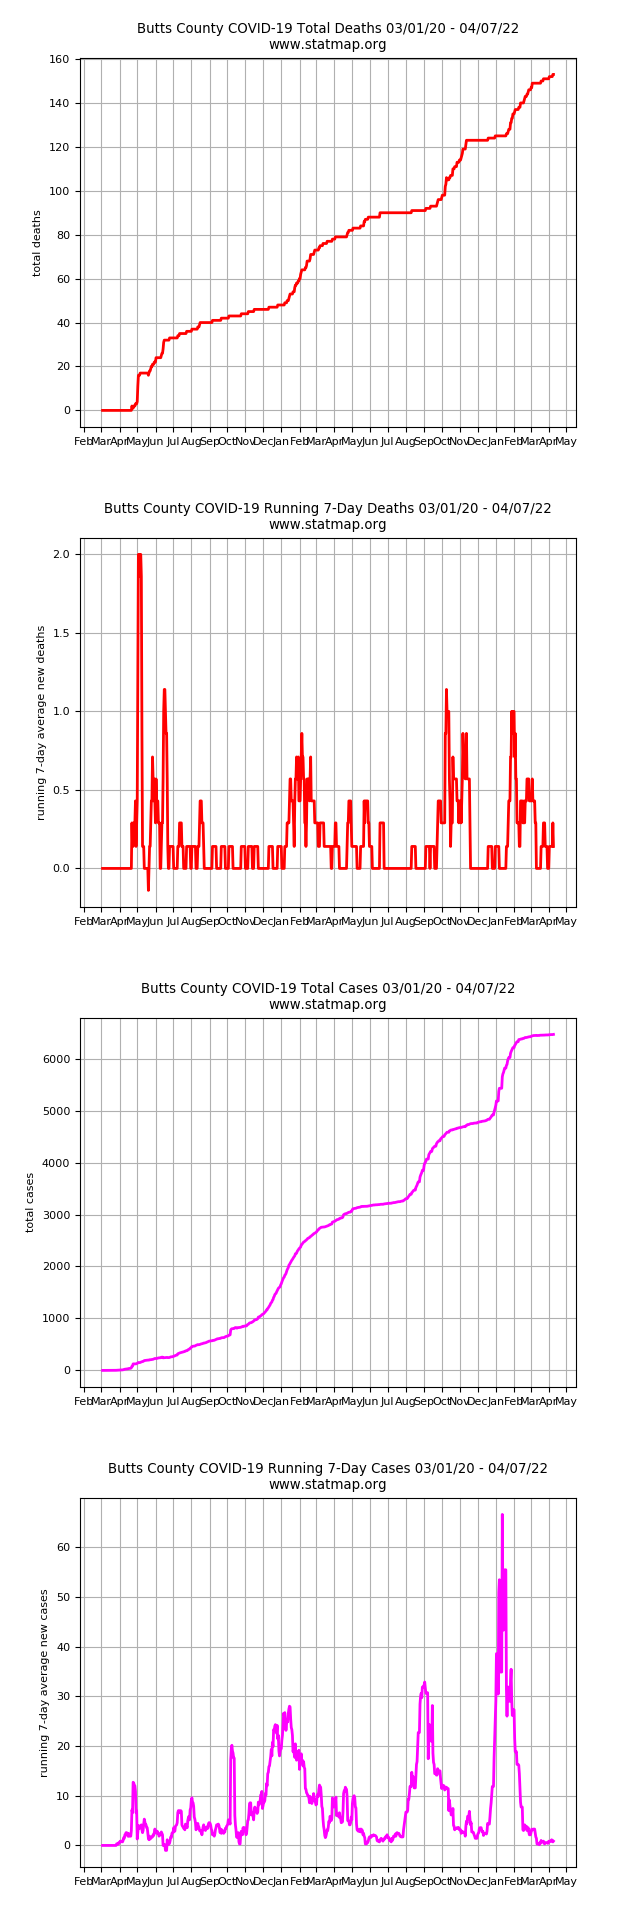 Butts County COVID-19 Total Deaths 03/01/20 - 04/07/22
www.statmap.org
160
140
120
100
80
60
40
20
0
total deaths
Feb Mar Apr May Jun Jul Aug Sep Oct Nov Dec Jan Feb Mar Apr May Jun Jul Aug Sep Oct Nov Dec Jan Feb Mar Apr May
Butts County COVID-19 Running 7-Day Deaths 03/01/20 - 04/07/22
www.statmap.org
2.0
1.5
1.0
0.5
0.0
running 7-day average new deaths
Feb Mar Apr May Jun Jul Aug Sep Oct Nov Dec Jan Feb Mar Apr May Jun Jul Aug Sep Oct Nov Dec Jan Feb Mar Apr May
Butts County COVID-19 Total Cases 03/01/20 - 04/07/22
www.statmap.org
6000
5000
4000
3000
2000
1000
0
total cases
Feb Mar Apr May Jun Jul Aug Sep Oct Nov Dec Jan Feb Mar Apr May Jun Jul Aug Sep Oct Nov Dec Jan Feb Mar Apr May
Butts County COVID-19 Running 7-Day Cases 03/01/20 - 04/07/22
www.statmap.org
60
50
40
30
20
10
0
running 7-day average new cases
Feb Mar Apr May Jun Jul Aug Sep Oct Nov Dec Jan Feb Mar Apr May Jun Jul Aug Sep Oct Nov Dec Jan Feb Mar Apr May